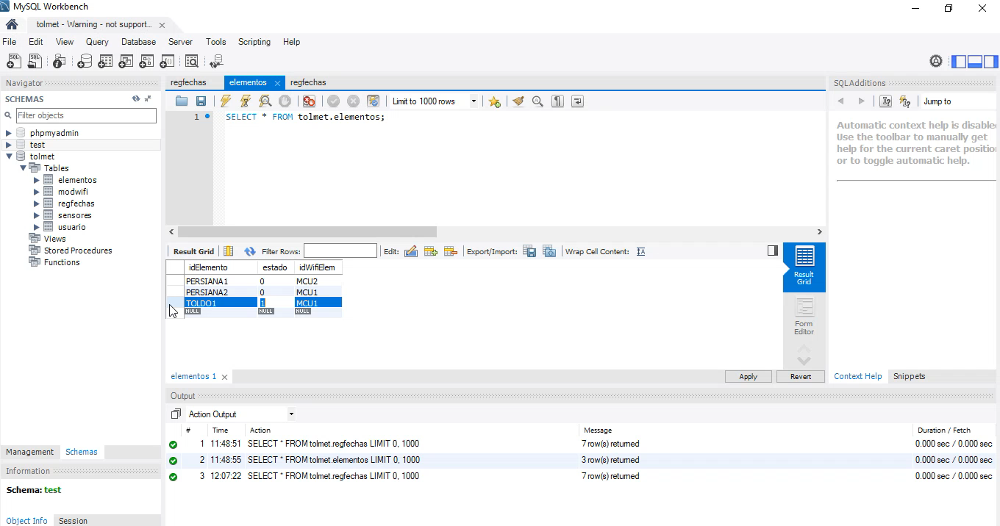 MySQL Workbench
tolmet - Warning - not support...
File Edit View Query Database Server Tools Scripting Help
Navigator
SCHEMAS
Filter objects
phpmyadmin
test
tolmet
Tables
elementos
modwifi
regfechas
sensores
usuario
Views
Stored Procedures
Functions
Management Schemas
Information
Schema: test
Object Info Session
regfechas elementos regfechas
Limit to 1000 rows
1 SELECT * FROM tolmet.elementos;
Result Grid Filter Rows: Edit: Export/Import: Wrap Cell Content:
idElemento estado idWifiElem
PERSIANA1 0 MCU2
PERSIANA2 0 MCU1
TOLDO1 1 MCU1
NULL NULL NULL
Result Grid
Form Editor
elementos 1 Apply Revert
Output
Action Output
# Time Action Message Duration / Fetch
1 11:48:51 SELECT * FROM tolmet.regfechas LIMIT 0, 1000 7 row(s) returned 0.000 sec / 0.000 sec
2 11:48:55 SELECT * FROM tolmet.elementos LIMIT 0, 1000 3 row(s) returned 0.000 sec / 0.000 sec
3 12:07:22 SELECT * FROM tolmet.regfechas LIMIT 0, 1000 7 row(s) returned 0.000 sec / 0.000 sec
SQLAdditions
Jump to
Automatic context help is disable
Use the toolbar to manually get
help for the current caret positio
or to toggle automatic help.
Context Help Snippets